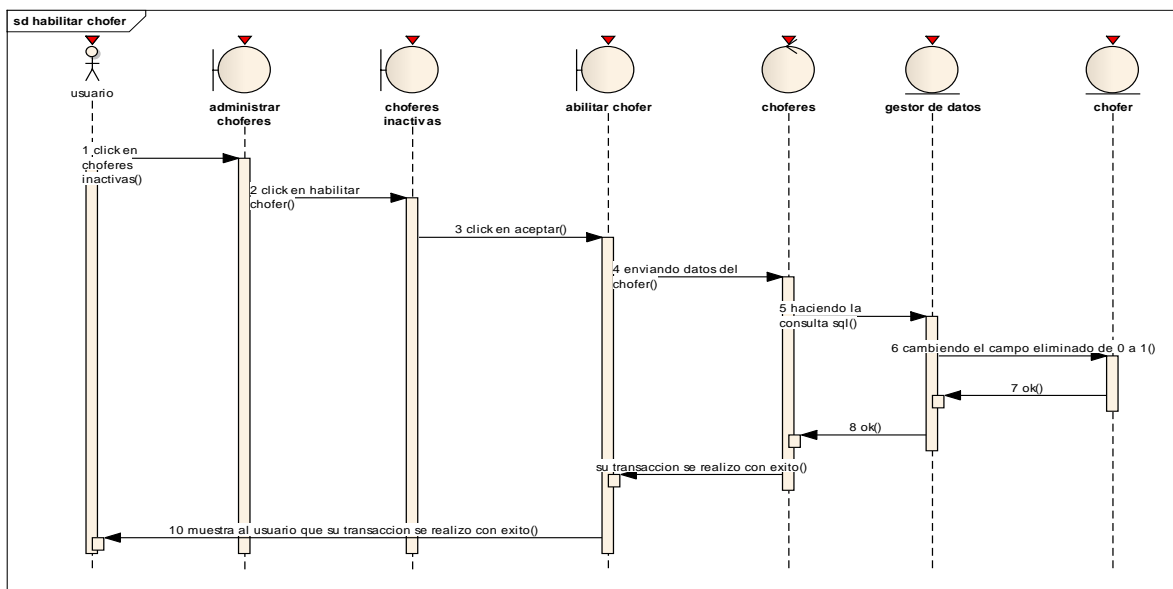 sd habilitar chofer
usuario
administrar
choferes
choferes
inactivas
abilitar chofer
choferes
gestor de datos
chofer
1 click en
choferes
inactivas()
2 click en habilitar
chofer()
3 click en aceptar()
4 enviando datos del
chofer()
5 haciendo la
consulta sql()
6 cambiendo el campo eliminado de 0 a 1()
7 ok()
8 ok()
su transaccion se realizo con exito()
10 muestra al usuario que su transaccion se realizo con exito()